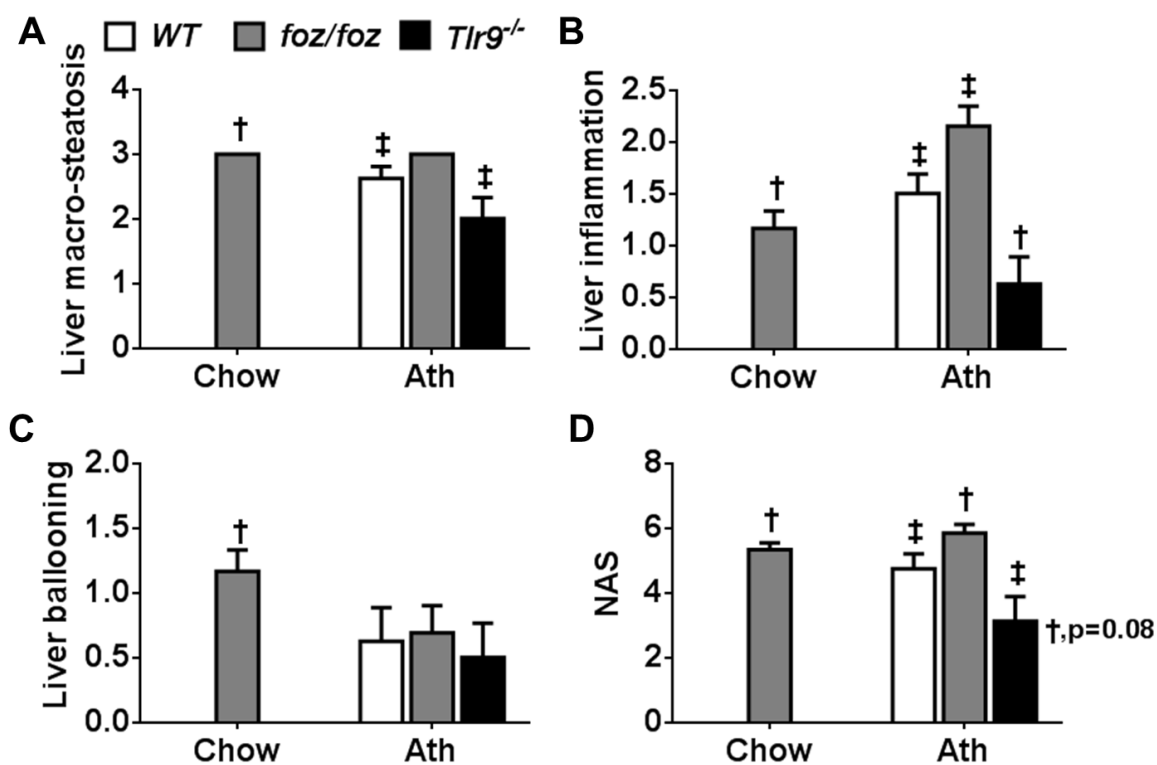 A WT foz/foz Tlr9-/- B
Liver macro-steatosis
4
3
2
1
0
† ‡ ‡
Chow Ath
Liver inflammation
2.5
2.0
1.5
1.0
0.5
0.0
† ‡ ‡ †
Chow Ath
C
Liver ballooning
2.0
1.5
1.0
0.5
0.0
†
Chow Ath
D
NAS
8
6
4
2
0
† ‡ † ‡
†,p=0.08
Chow Ath